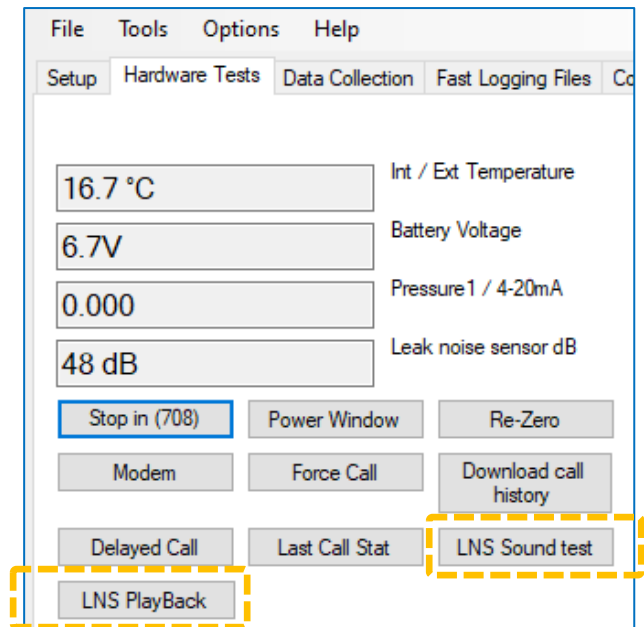 File Tools Options Help
Setup Hardware Tests Data Collection Fast Logging Files
16.7 °C Int / Ext Temperature
6.7V Battery Voltage
0.000 Pressure1 / 4-20mA
48 dB Leak noise sensor dB
Stop in (708) Power Window Re-Zero
Modem Force Call Download call
history
Delayed Call Last Call Stat LNS Sound test
LNS PlayBack